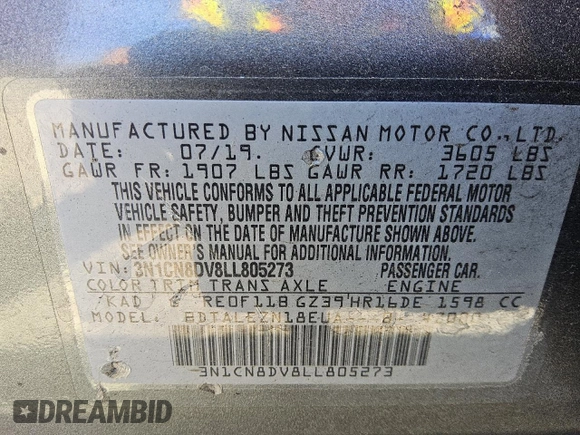 MANUFACTURED BY NISSAN MOTOR CO., LTD.
DATE: 07/19. GVWR: 3605 LBS
GAWR FR: 1907 LBS GAWR RR: 1720 LBS
THIS VEHICLE CONFORMS TO ALL APPLICABLE FEDERAL MOTOR
VEHICLE SAFETY, BUMPER AND THEFT PREVENTION STANDARDS
IN EFFECT ON THE DATE OF MANUFACTURE SHOWN ABOVE.
SEE OWNER'S MANUAL FOR ADDITIONAL INFORMATION.
VIN: 3N1CN8DV8LL805273 PASSENGER CAR.
COLOR TRIM TRANS AXLE ENGINE
KAD G RE0F11B GZ39 HR16DE 1598 CC
MODEL: BDTALEZN18EUA
3N1CN8DV8LL805273
DREAMBID